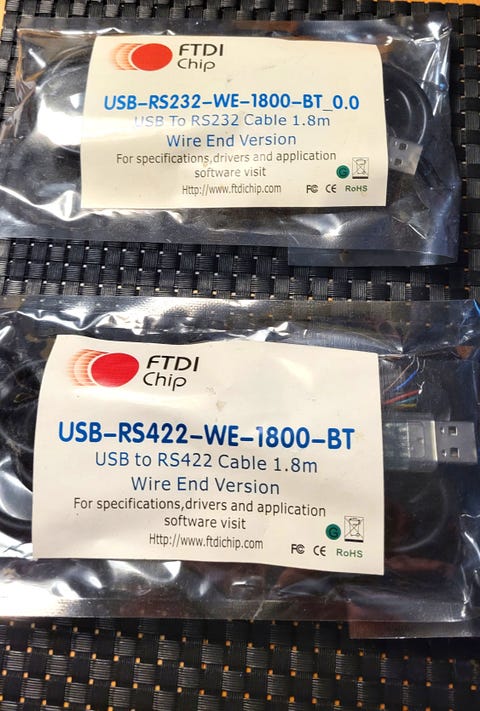 FTDI
Chip
USB-RS232-WE-1800-BT_0.0
USB To RS232 Cable 1.8m
Wire End Version
For specifications,drivers and application
software visit
Http://www.ftdichip.com
FC CE RoHS
FTDI
Chip
USB-RS422-WE-1800-BT
USB to RS422 Cable 1.8m
Wire End Version
For specifications,drivers and application
software visit
Http://www.ftdichip.com
FC CE RoHS